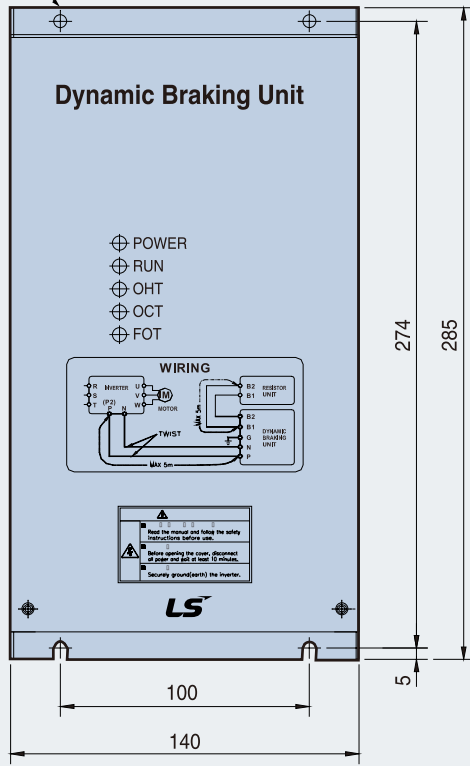 Dynamic Braking Unit
POWER
RUN
OHT
OCT
FOT
WIRING
R INVERTER U
S V M
T (P2) W MOTOR
P N
TWIST
MAX 5m
MAX 5m
B2 RESISTOR
B1 UNIT
B2
B1 DYNAMIC
G BRAKING
N UNIT
P
Read the manual and follow the safety
instructions before use.
Before opening the cover, disconnect
all power and wait at least 10 minutes.
Securely ground(earth) the inverter.
LS
274
285
5
100
140